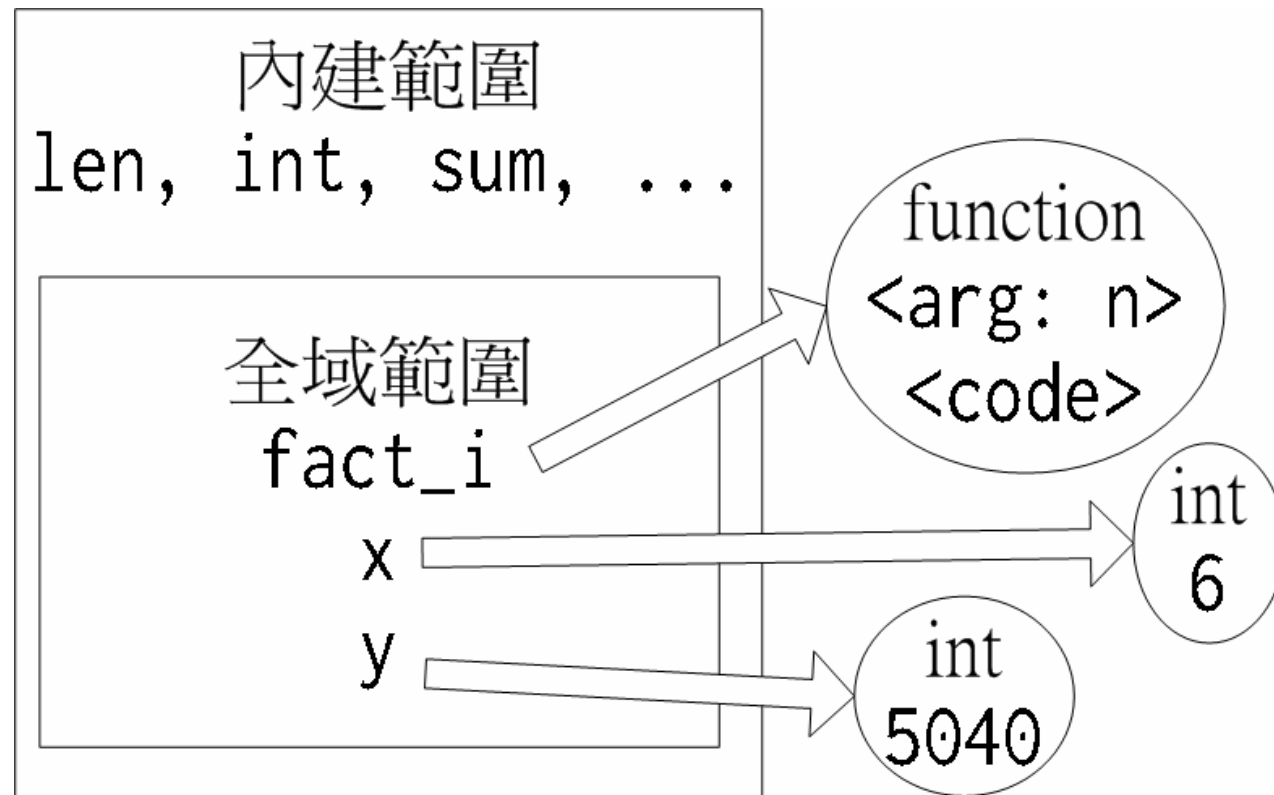 內建範圍
len, int, sum, ...
全域範圍
fact_i
x
y
function
<arg: n>
<code>
int
6
int
5040